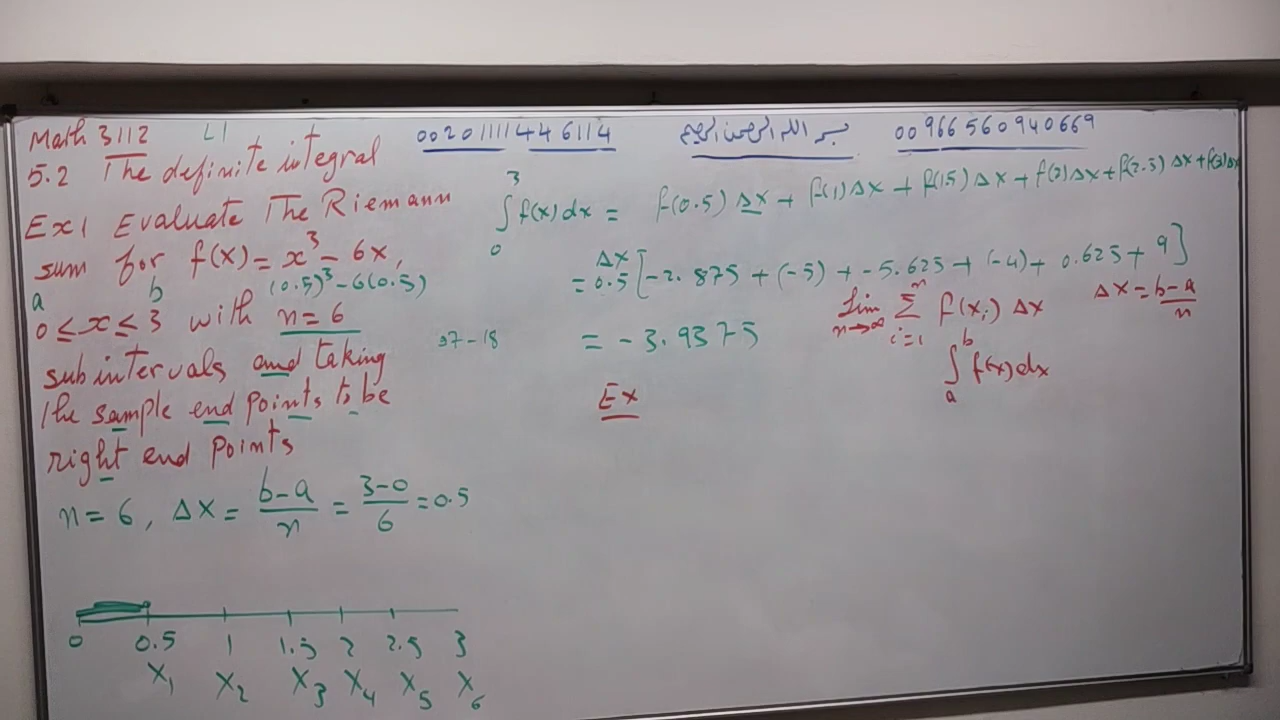 Math 3112 L1 00201111446114 بسم الله الرحمن الرحيم 00966560940669
5.2 The definite integral
Ex1 Evaluate The Riemann
sum for f(x) = x³ - 6x,
(0.5)³ - 6(0.5)
a b
0 ≤ x ≤ 3 with n = 6
subintervals and taking
The sample end points to be
right end points
n = 6, Δx = (b-a)/n = (3-0)/6 = 0.5
0 0.5 1 1.5 2 2.5 3
x₁ x₂ x₃ x₄ x₅ x₆
∫₀³ f(x) dx = f(0.5) Δx + f(1) Δx + f(1.5) Δx + f(2) Δx + f(2.5) Δx + f(3) Δx
Δx
= 0.5 [-2.875 + (-5) + -5.625 + (-4) + 0.625 + 9]
= -3.9375
27-18
Ex
Lim n→∞ Σᵢ₌₁ⁿ f(xᵢ) Δx Δx = (b-a)/n
∫ₐᵇ f(x) dx